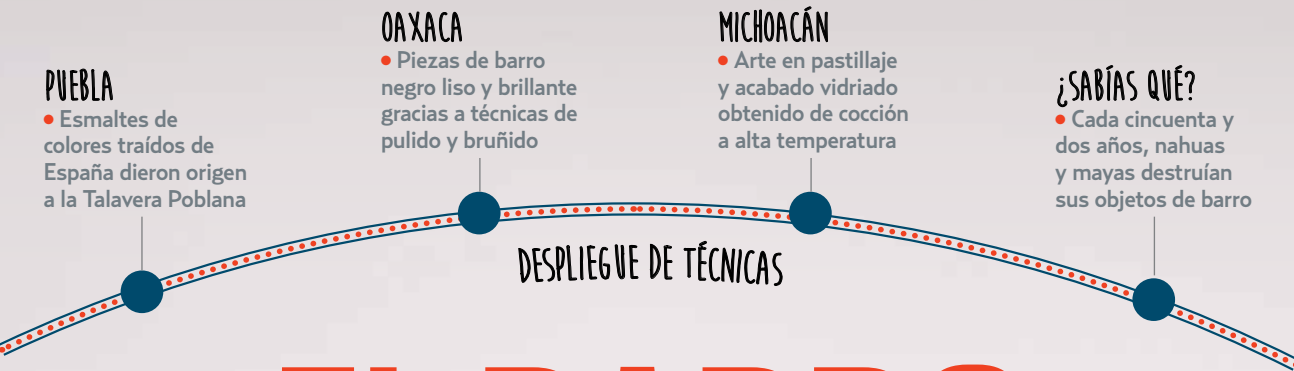 PUEBLA
• Esmaltes de
colores traídos de
España dieron origen
a la Talavera Poblana
OAXACA
• Piezas de barro
negro liso y brillante
gracias a técnicas de
pulido y bruñido
MICHOACÁN
• Arte en pastillaje
y acabado vidriado
obtenido de cocción
a alta temperatura
¿SABÍAS QUÉ?
• Cada cincuenta y
dos años, nahuas
y mayas destruían
sus objetos de barro
DESPLIEGUE DE TÉCNICAS